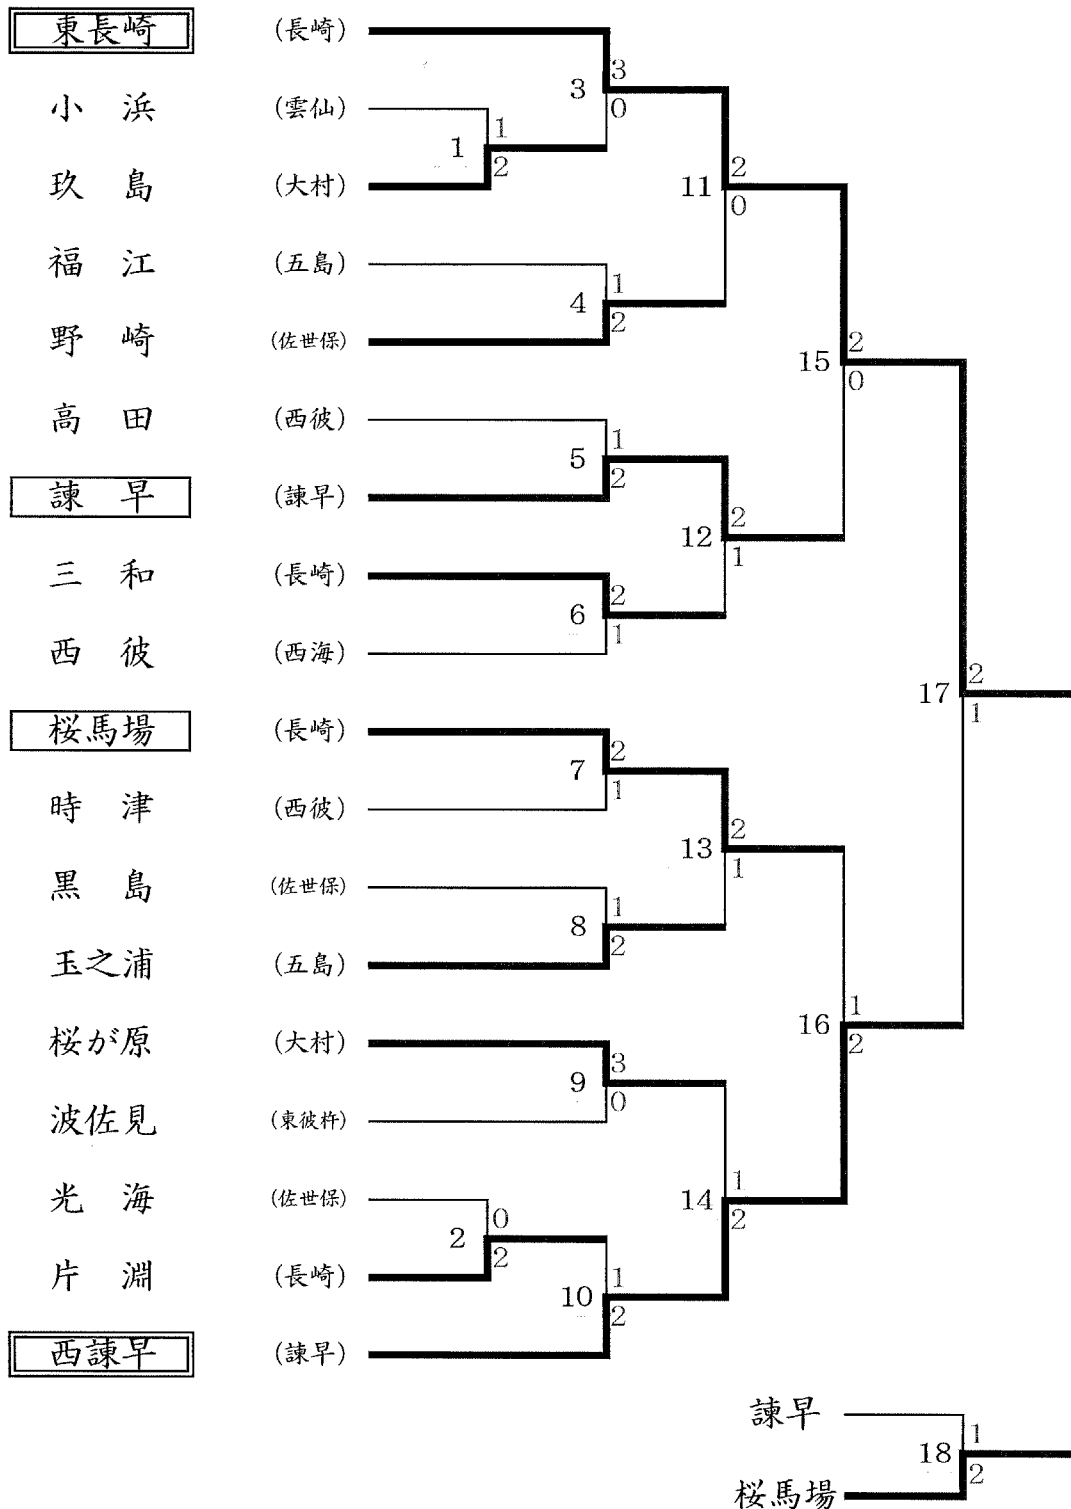 東長崎 (長崎)
3
3
0
小 浜 (雲仙)
1
1
2
玖 島 (大村)
11
2
0
福 江 (五島)
4
1
2
野 崎 (佐世保)
15
2
0
高 田 (西彼)
5
1
2
諫 早 (諫早)
12
2
1
三 和 (長崎)
6
2
1
西 彼 (西海)
17
2
1
桜馬場 (長崎)
7
2
1
時 津 (西彼)
13
2
1
黒 島 (佐世保)
8
1
2
玉之浦 (五島)
16
1
2
桜が原 (大村)
9
3
0
波佐見 (東彼杵)
14
1
2
光 海 (佐世保)
2
0
2
片 淵 (長崎)
10
1
2
西諫早 (諫早)
諫早
18
1
2
桜馬場